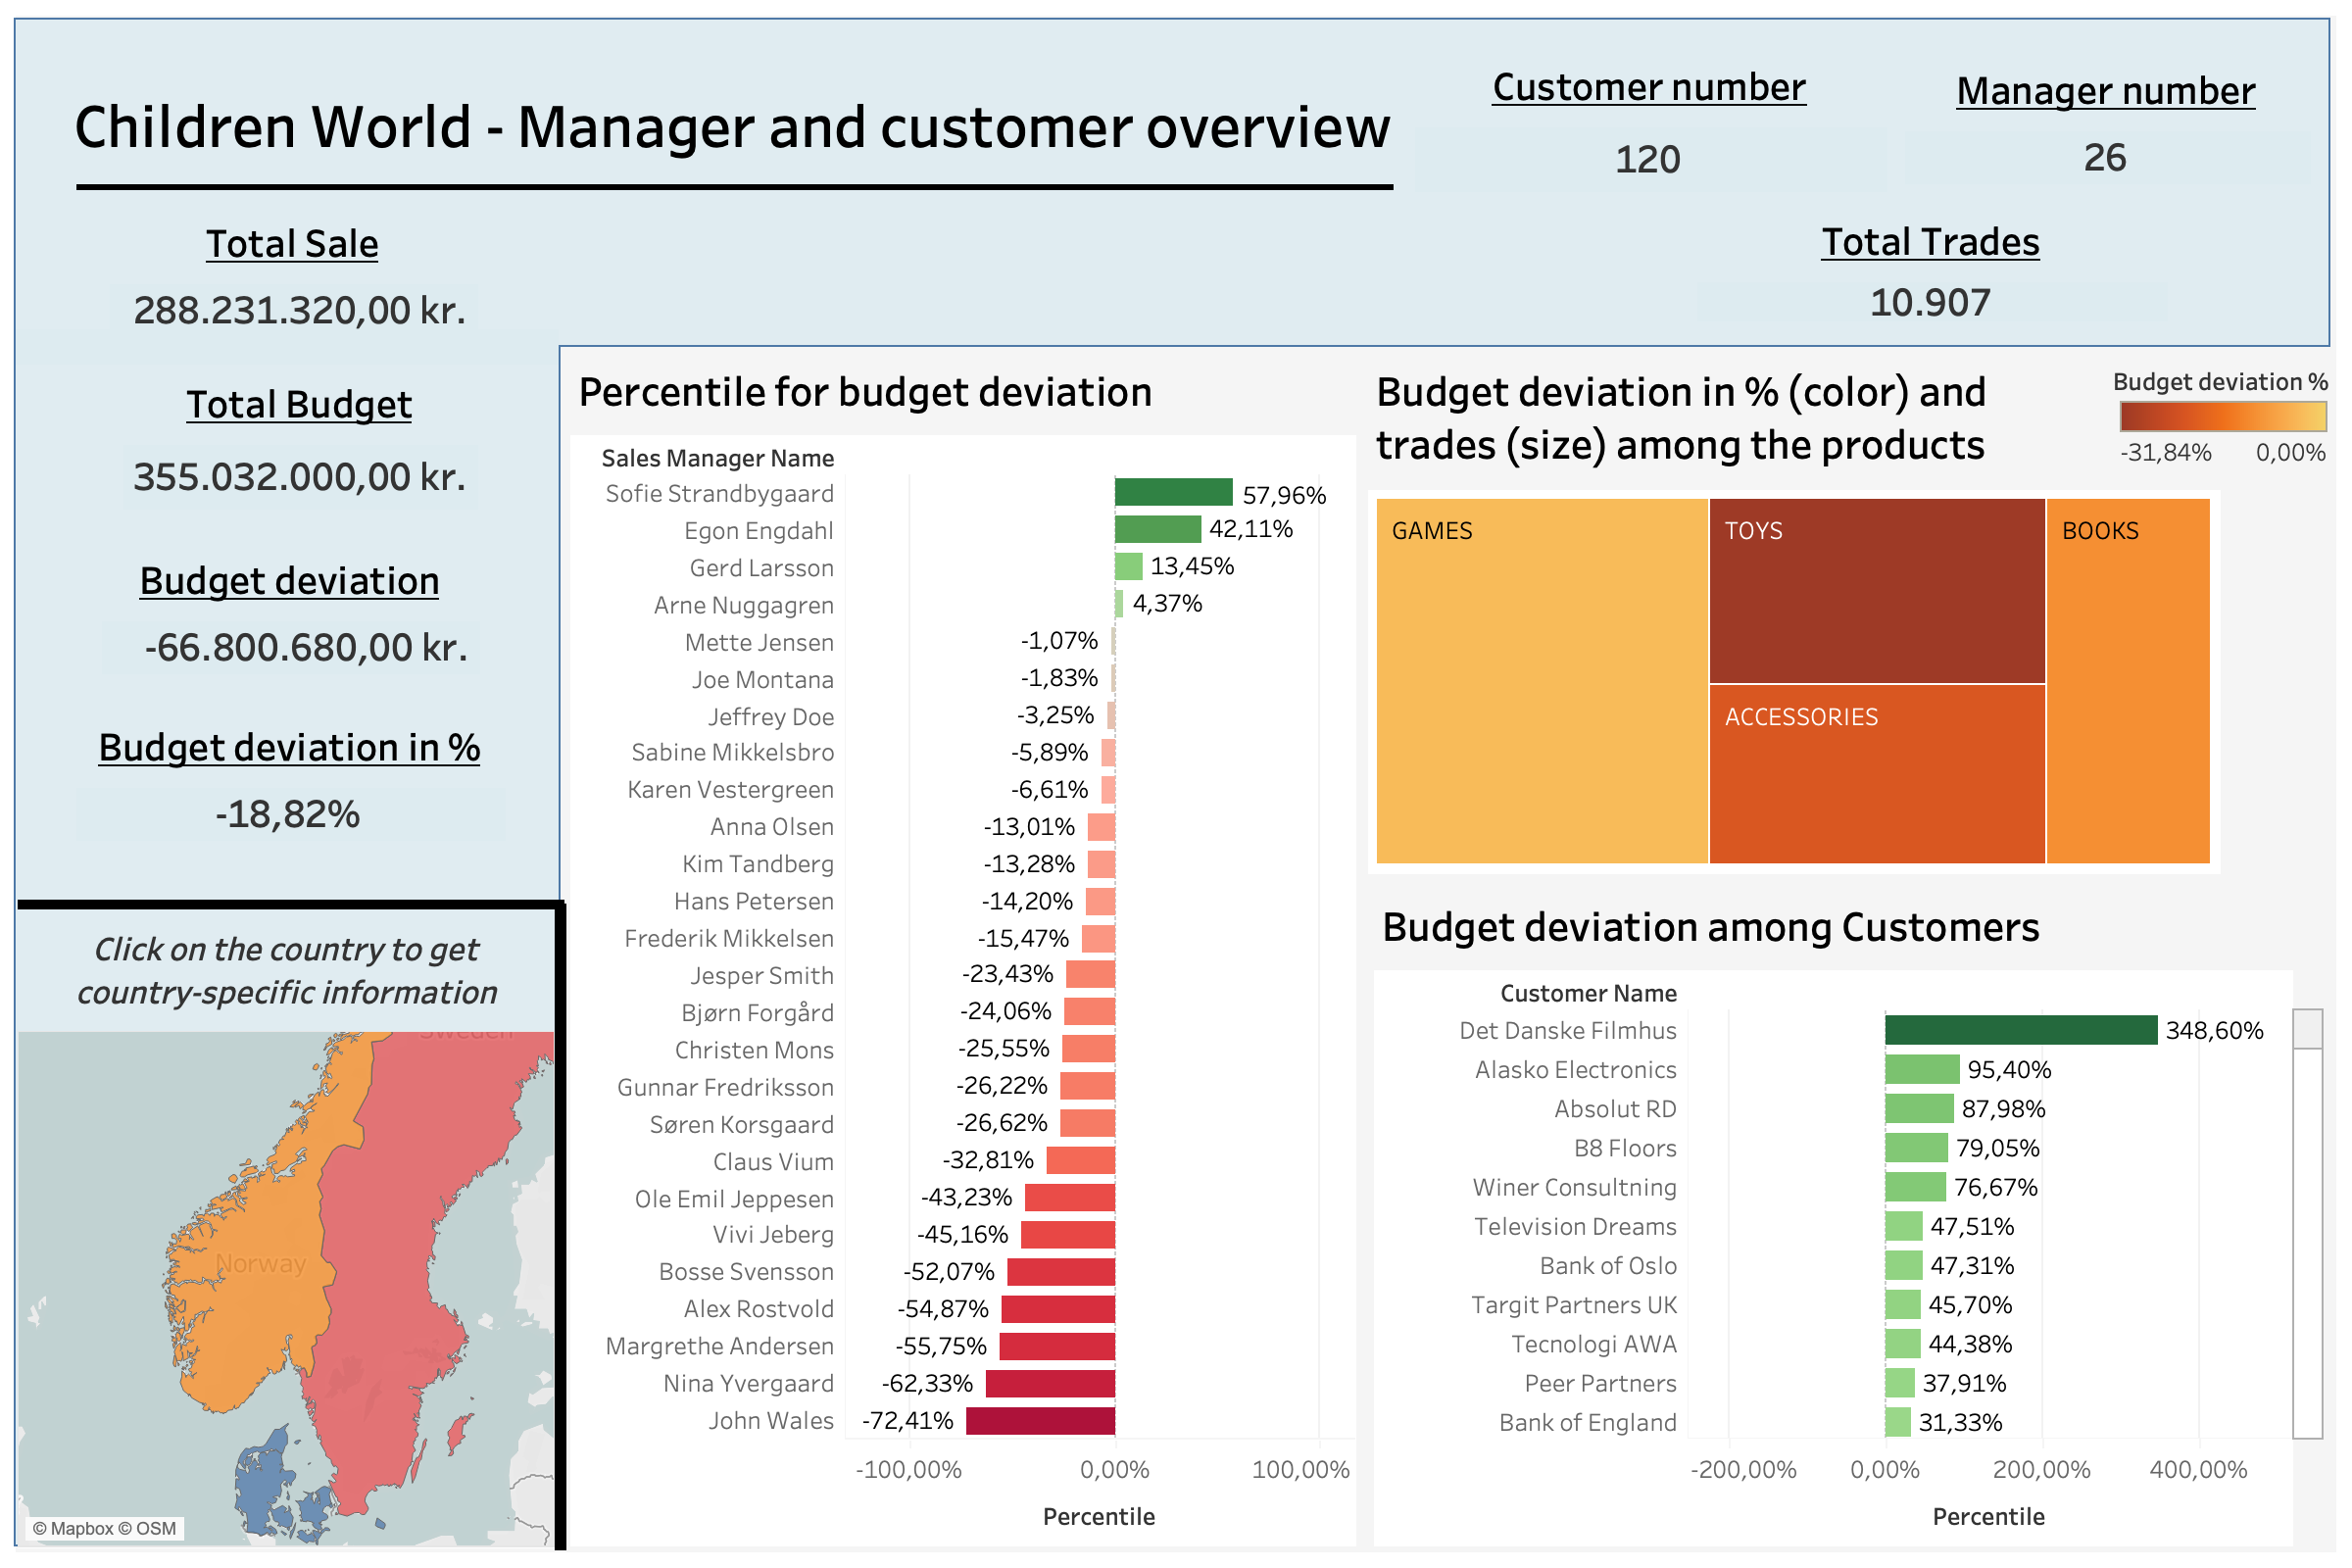 Children World - Manager and customer overview
Customer number
120
Manager number
26
Total Trades
10.907
Total Sale
288.231.320,00 kr.
Total Budget
355.032.000,00 kr.
Budget deviation
-66.800.680,00 kr.
Budget deviation in %
-18,82%
Click on the country to get
country-specific information
Sweden
Norway
© Mapbox © OSM
Percentile for budget deviation
Sales Manager Name
Sofie Strandbygaard 57,96%
Egon Engdahl 42,11%
Gerd Larsson 13,45%
Arne Nuggagren 4,37%
Mette Jensen -1,07%
Joe Montana -1,83%
Jeffrey Doe -3,25%
Sabine Mikkelsbro -5,89%
Karen Vestergreen -6,61%
Anna Olsen -13,01%
Kim Tandberg -13,28%
Hans Petersen -14,20%
Frederik Mikkelsen -15,47%
Jesper Smith -23,43%
Bjørn Forgård -24,06%
Christen Mons -25,55%
Gunnar Fredriksson -26,22%
Søren Korsgaard -26,62%
Claus Vium -32,81%
Ole Emil Jeppesen -43,23%
Vivi Jeberg -45,16%
Bosse Svensson -52,07%
Alex Rostvold -54,87%
Margrethe Andersen -55,75%
Nina Yvergaard -62,33%
John Wales -72,41%
-100,00% 0,00% 100,00%
Percentile
Budget deviation in % (color) and
trades (size) among the products
Budget deviation %
-31,84% 0,00%
GAMES
TOYS
BOOKS
ACCESSORIES
Budget deviation among Customers
Customer Name
Det Danske Filmhus 348,60%
Alasko Electronics 95,40%
Absolut RD 87,98%
B8 Floors 79,05%
Winer Consultning 76,67%
Television Dreams 47,51%
Bank of Oslo 47,31%
Targit Partners UK 45,70%
Tecnologi AWA 44,38%
Peer Partners 37,91%
Bank of England 31,33%
-200,00% 0,00% 200,00% 400,00%
Percentile